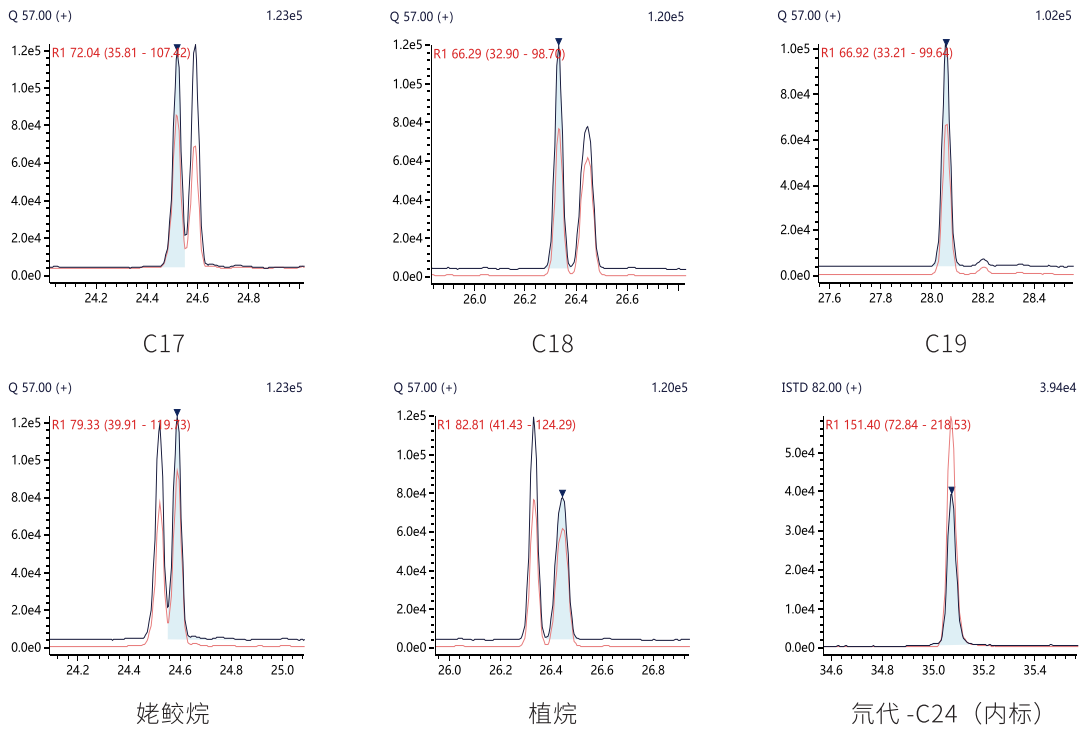 Q 57.00 (+) 1.23e5
R1 72.04 (35.81 - 107.42)
1.2e5
1.0e5
8.0e4
6.0e4
4.0e4
2.0e4
0.0e0
24.2 24.4 24.6 24.8
C17
Q 57.00 (+) 1.20e5
R1 66.29 (32.90 - 98.70)
1.2e5
1.0e5
8.0e4
6.0e4
4.0e4
2.0e4
0.0e0
26.0 26.2 26.4 26.6
C18
Q 57.00 (+) 1.02e5
R1 66.92 (33.21 - 99.64)
1.0e5
8.0e4
6.0e4
4.0e4
2.0e4
0.0e0
27.6 27.8 28.0 28.2 28.4
C19
Q 57.00 (+) 1.23e5
R1 79.33 (39.91 - 119.73)
1.2e5
1.0e5
8.0e4
6.0e4
4.0e4
2.0e4
0.0e0
24.2 24.4 24.6 24.8 25.0
姥鲛烷
Q 57.00 (+) 1.20e5
R1 82.81 (41.43 - 124.29)
1.2e5
1.0e5
8.0e4
6.0e4
4.0e4
2.0e4
0.0e0
26.0 26.2 26.4 26.6 26.8
植烷
ISTD 82.00 (+) 3.94e4
R1 151.40 (72.84 - 218.53)
5.0e4
4.0e4
3.0e4
2.0e4
1.0e4
0.0e0
34.6 34.8 35.0 35.2 35.4
氘代 -C24（内标）